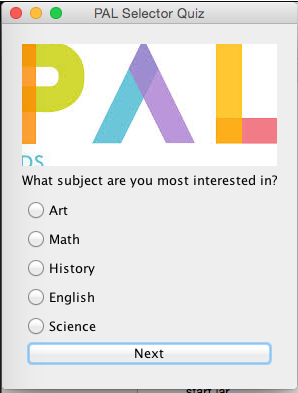 PAL Selector Quiz
PAL
DS
What subject are you most interested in?
Art
Math
History
English
Science
Next
start.jar